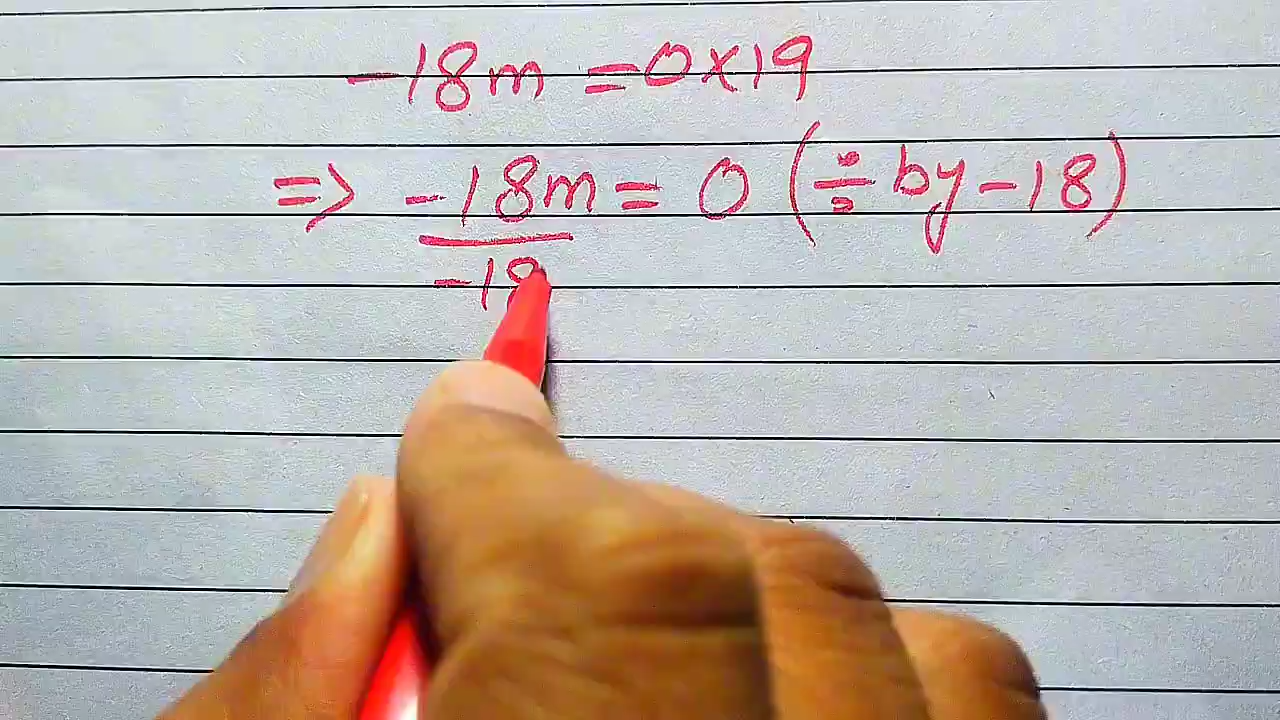 -18m = 0×19
=> -18m = 0 (÷ by -18)
-18